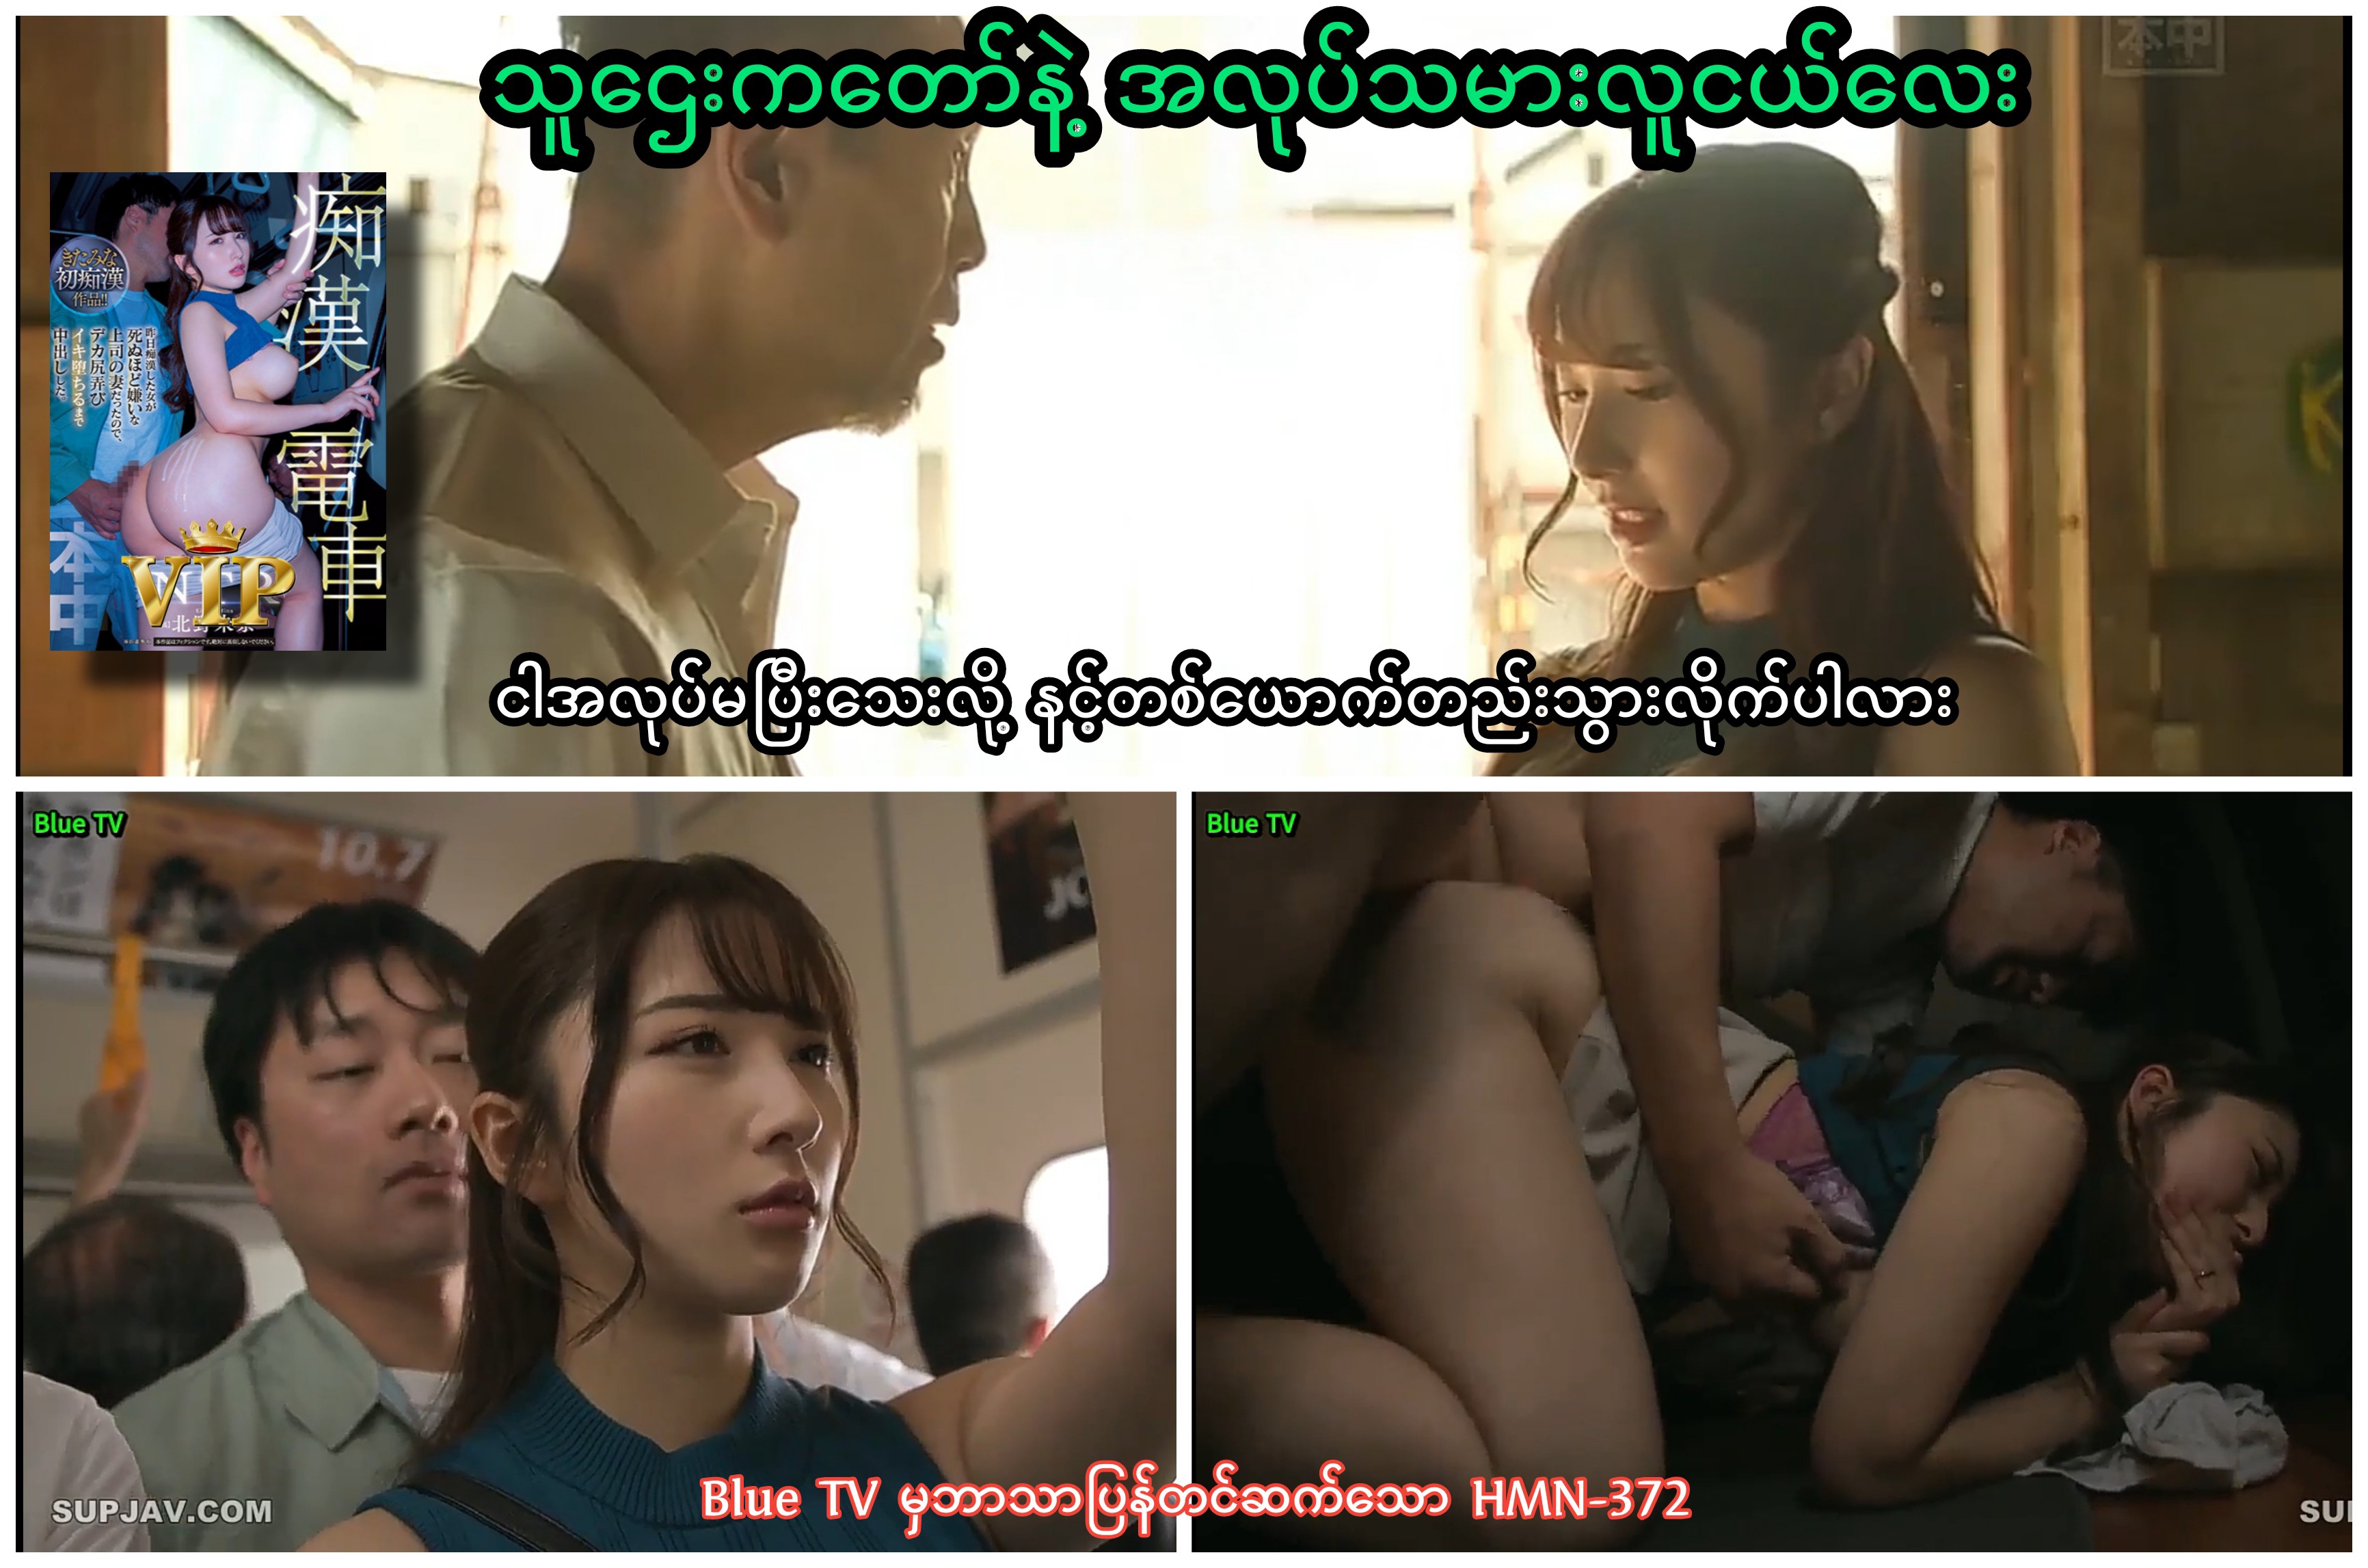 သူဌေးကတော်နဲ့ အလုပ်သမားလူငယ်လေး
本中
痴漢電車
きたみな
初痴漢
作品!!
昨日痴漢した女が
死ぬほど嫌いな
上司の妻だったので、
デカ尻弄び
イキ堕ちるまで
中出しした。
本中
VIP
ငါအလုပ်မပြီးသေးလို့ နင့်တစ်ယောက်တည်းသွားလိုက်ပါလား
Blue TV
10.7
Blue TV
SUPJAV.COM
Blue TV မှဘာသာပြန်တင်ဆက်သော HMN-372